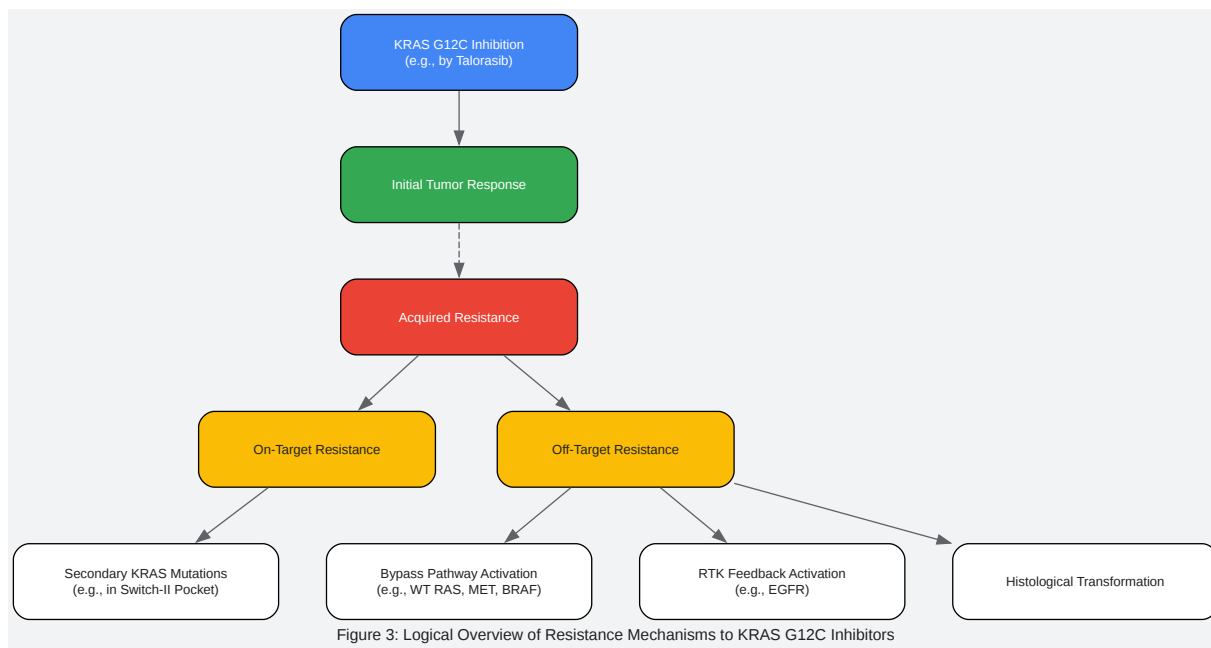 KRAS G12C Inhibition
(e.g., by Talorasib)
Initial Tumor Response
Acquired Resistance
On-Target Resistance
Off-Target Resistance
Secondary KRAS Mutations
(e.g., in Switch-II Pocket)
Bypass Pathway Activation
(e.g., WT RAS, MET, BRAF)
RTK Feedback Activation
(e.g., EGFR)
Histological Transformation
Figure 3: Logical Overview of Resistance Mechanisms to KRAS G12C Inhibitors